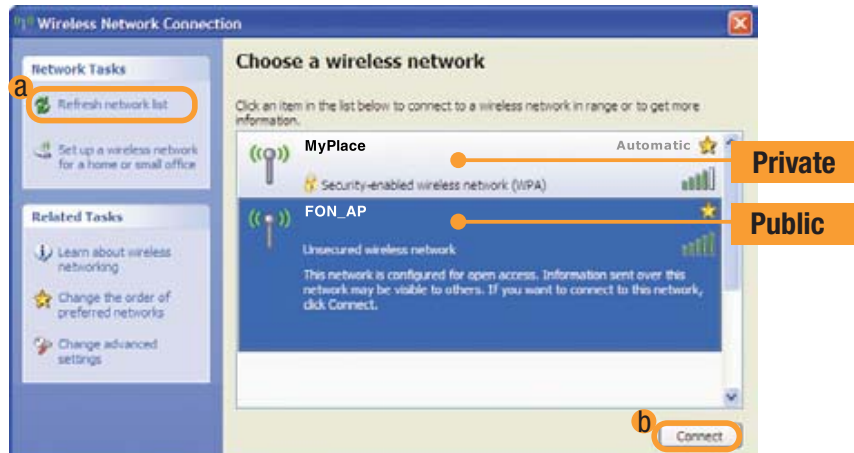 Wireless Network Connection
Network Tasks
a
Refresh network list
Set up a wireless network
for a home or small office
Related Tasks
Learn about wireless
networking
Change the order of
preferred networks
Change advanced
settings
Choose a wireless network
Click an item in the list below to connect to a wireless network in range or to get more
information.
MyPlace
Automatic
Security-enabled wireless network (WPA)
Private
FON_AP
Public
Unsecured wireless network
This network is configured for open access. Information sent over this
network may be visible to others. If you want to connect to this network,
click Connect.
b
Connect